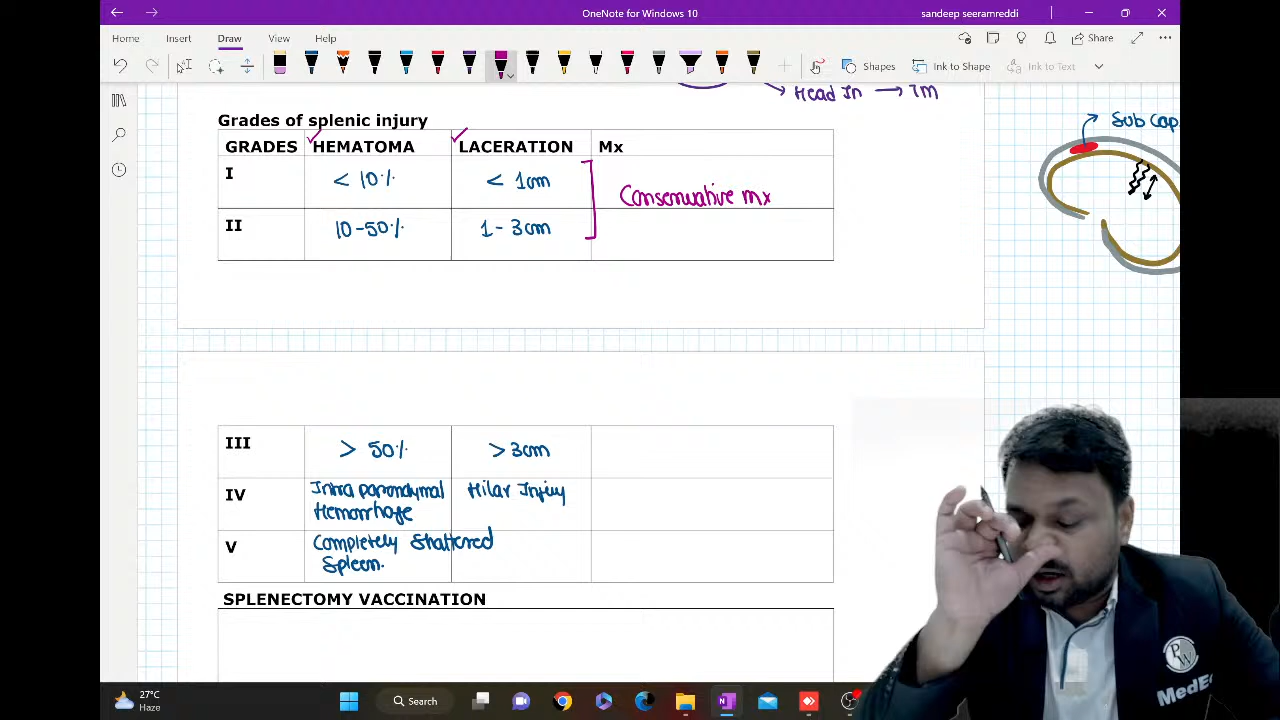 OneNote for Windows 10
sandeep seeramreddi
Home Insert Draw View Help
Share
Shapes
Ink to Shape
Ink to Text
Head In → 7m
Sub Cap
Grades of splenic injury
GRADES HEMATOMA LACERATION Mx
I < 10% < 1cm
Conservative mx
II 10-50% 1-3cm
III > 50% >3cm
IV Intra parenchymal Hilar Injury
Hemorrhage
V Completely Shattered
Spleen.
SPLENECTOMY VACCINATION
PW
MedEd
27°C
Haze
Search